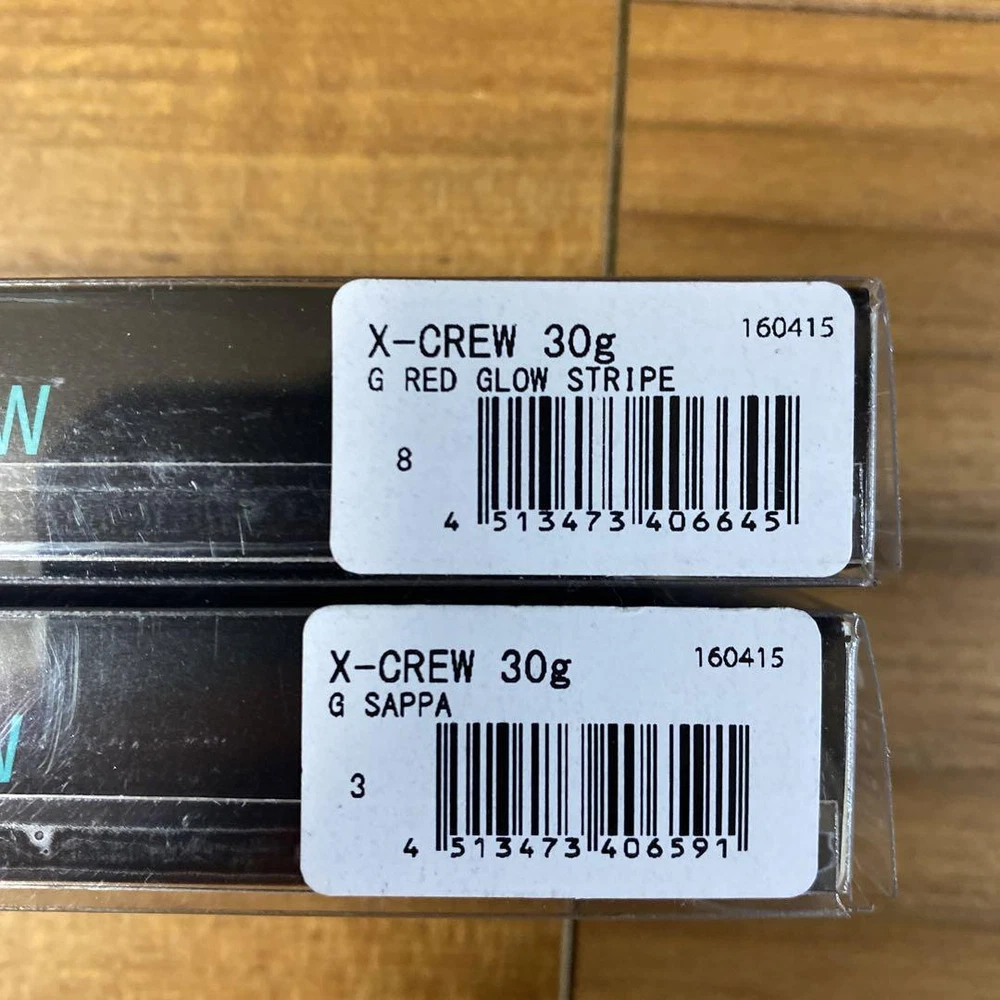 W
X-CREW 30g 160415
G RED GLOW STRIPE
8
4 513473 406645
W
X-CREW 30g 160415
G SAPPA
3
4 513473 406591